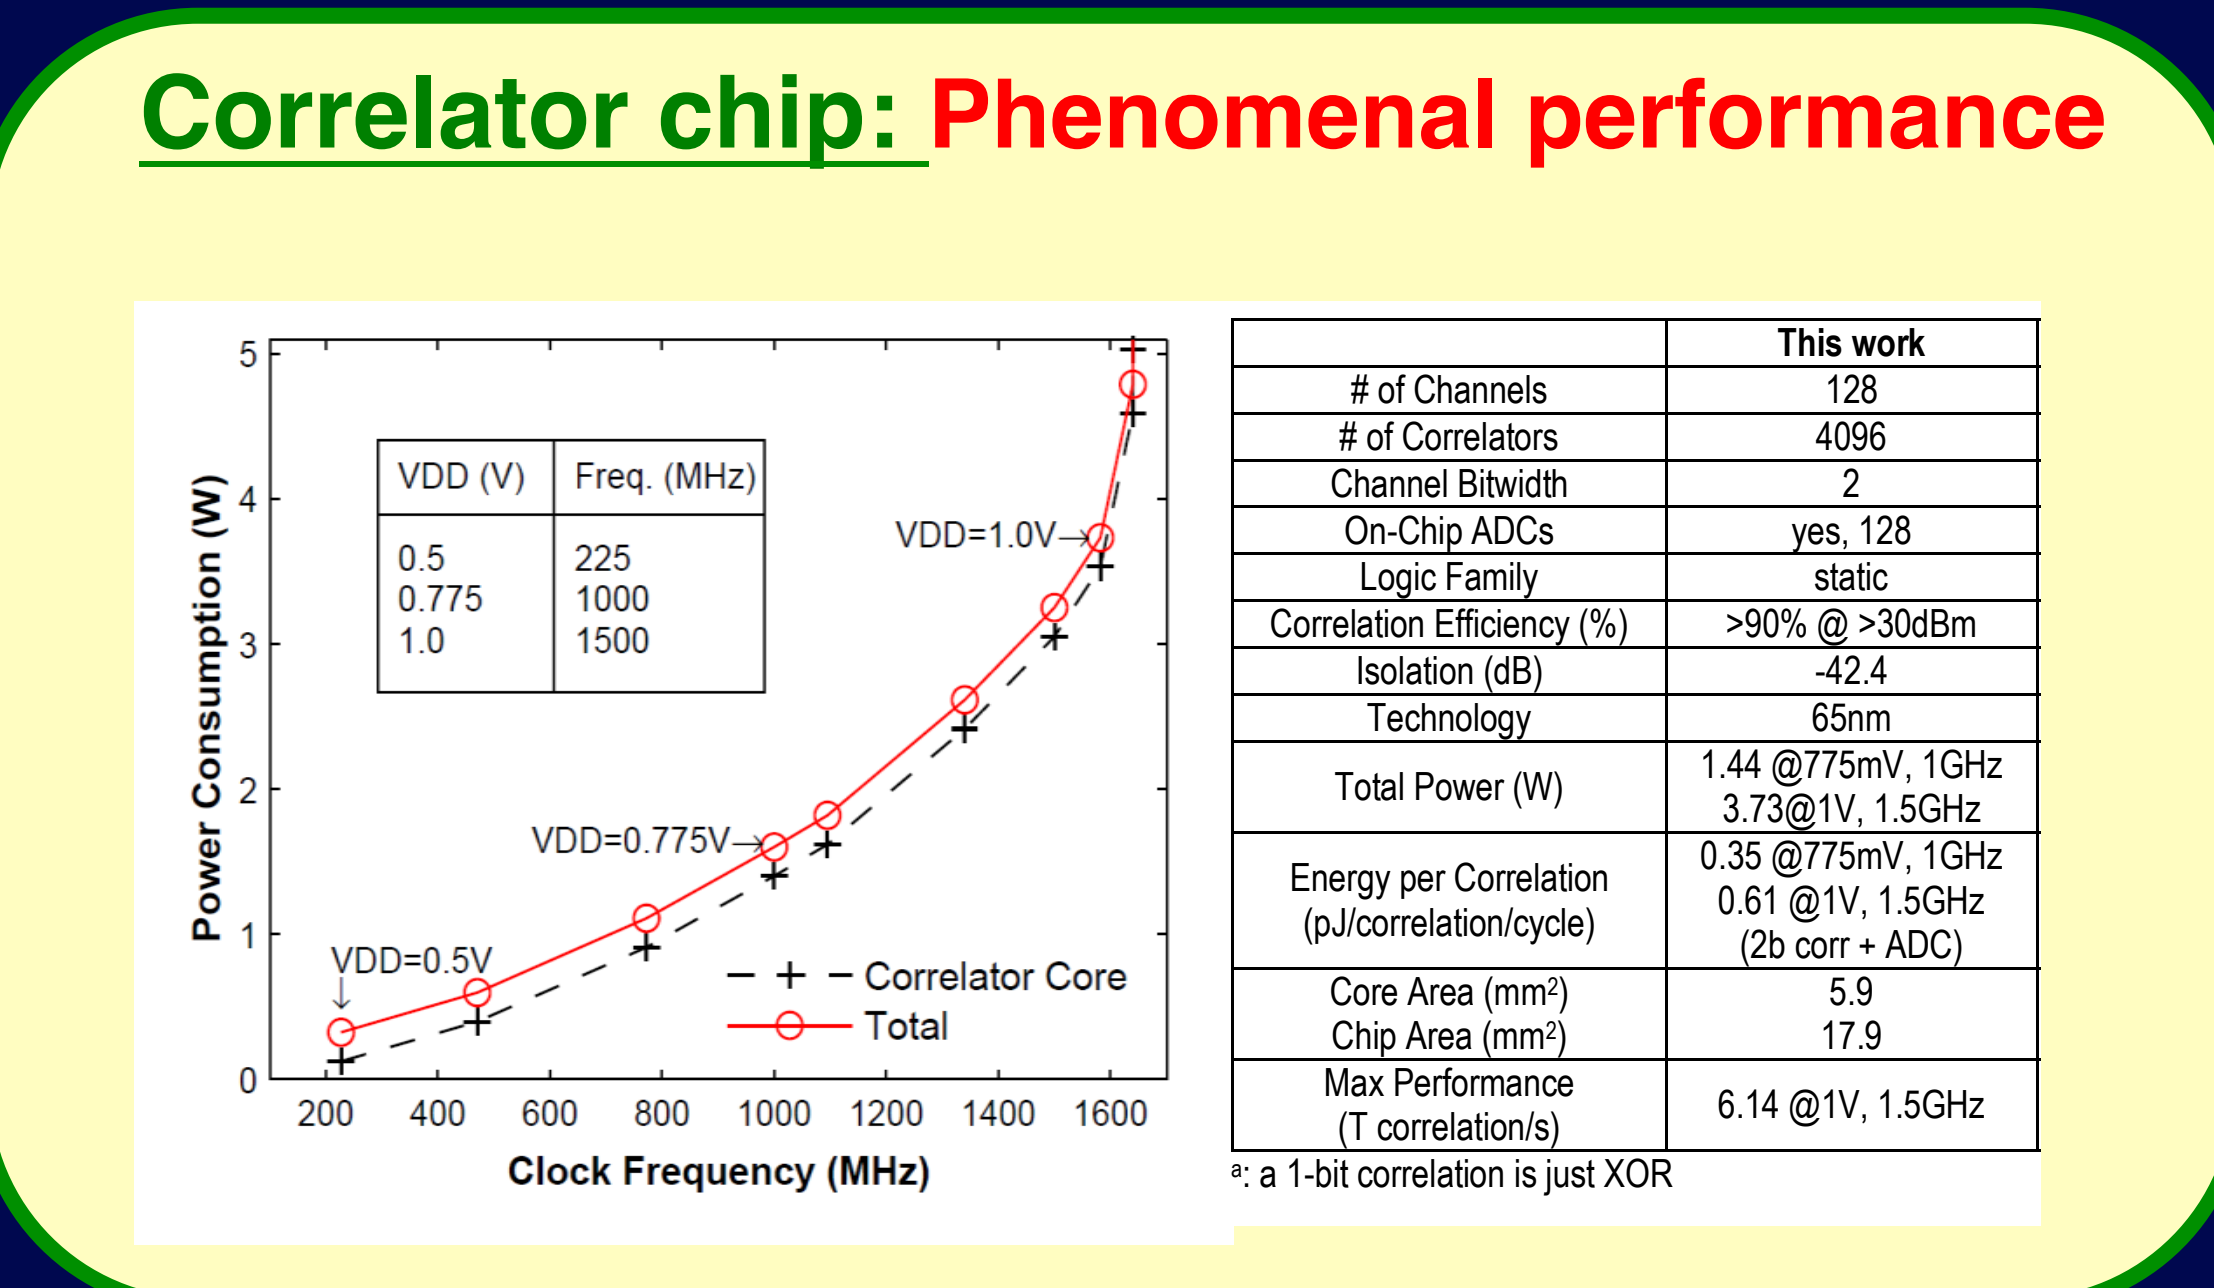 Correlator chip: Phenomenal performance
5
4
3
2
1
0
Power Consumption (W)
VDD (V) Freq. (MHz)
0.5 225
0.775 1000
1.0 1500
VDD=1.0V
VDD=0.775V
VDD=0.5V
Correlator Core
Total
200 400 600 800 1000 1200 1400 1600
Clock Frequency (MHz)
This work
# of Channels 128
# of Correlators 4096
Channel Bitwidth 2
On-Chip ADCs yes, 128
Logic Family static
Correlation Efficiency (%) >90% @ >30dBm
Isolation (dB) -42.4
Technology 65nm
Total Power (W) 1.44 @775mV, 1GHz
3.73@1V, 1.5GHz
Energy per Correlation
(pJ/correlation/cycle)
0.35 @775mV, 1GHz
0.61 @1V, 1.5GHz
(2b corr + ADC)
Core Area (mm²) 5.9
Chip Area (mm²) 17.9
Max Performance
(T correlation/s)
6.14 @1V, 1.5GHz
ᵃ: a 1-bit correlation is just XOR